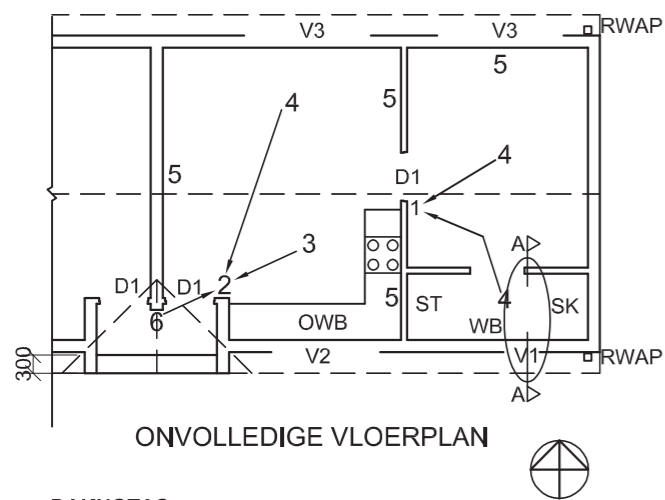 V3 V3 RWAP
5
4 5
4
5 D1
1
3 A
D1 D1 2
6 5 ST 4 WB SK
OWB
300 V2 V1 RWAP
A
ONVOLLEDIGE VLOERPLAN